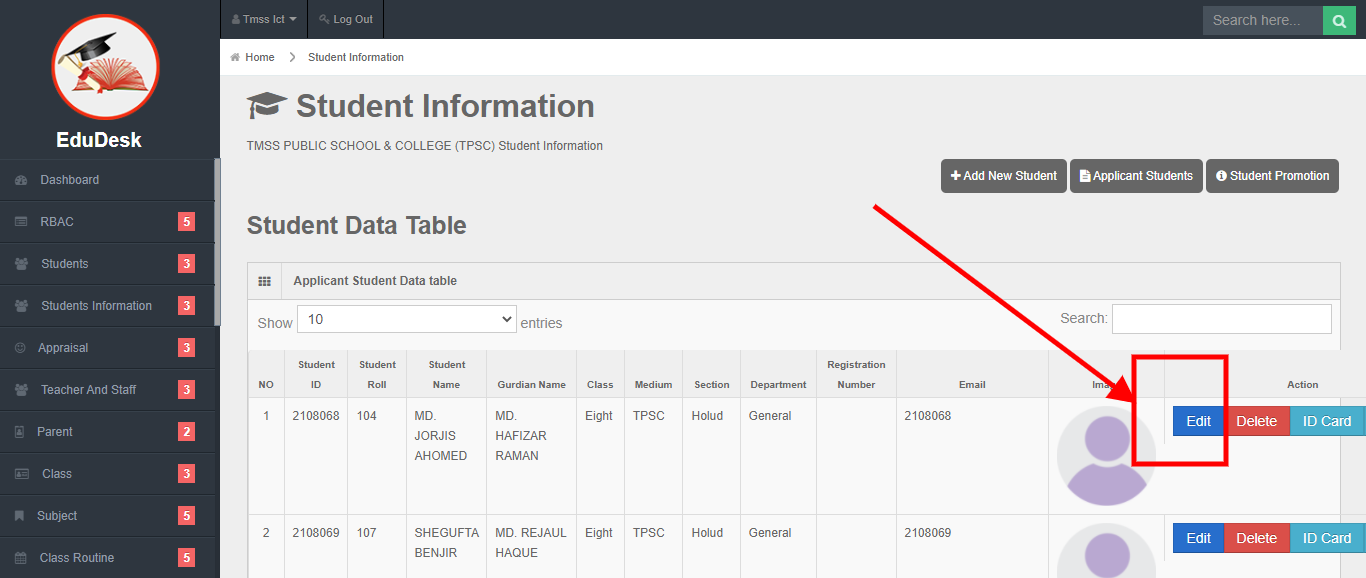 Tmss Ict
Log Out
Search here...
EduDesk
Home
Student Information
Student Information
TMSS PUBLIC SCHOOL & COLLEGE (TPSC) Student Information
Add New Student
Applicant Students
Student Promotion
Dashboard
RBAC 5
Students 3
Students Information 3
Appraisal 3
Teacher And Staff 3
Parent 2
Class 3
Subject 5
Class Routine 5
Student Data Table
Applicant Student Data table
Show 10 entries
Search:
NO Student ID Student Roll Student Name Gurdian Name Class Medium Section Department Registration Number Email Action
1 2108068 104 MD. JORJIS AHOMED MD. HAFIZAR RAMAN Eight TPSC Holud General 2108068 Edit Delete ID Card
2 2108069 107 SHEGUFTA BENJIR MD. REJAUL HAQUE Eight TPSC Holud General 2108069 Edit Delete ID Card